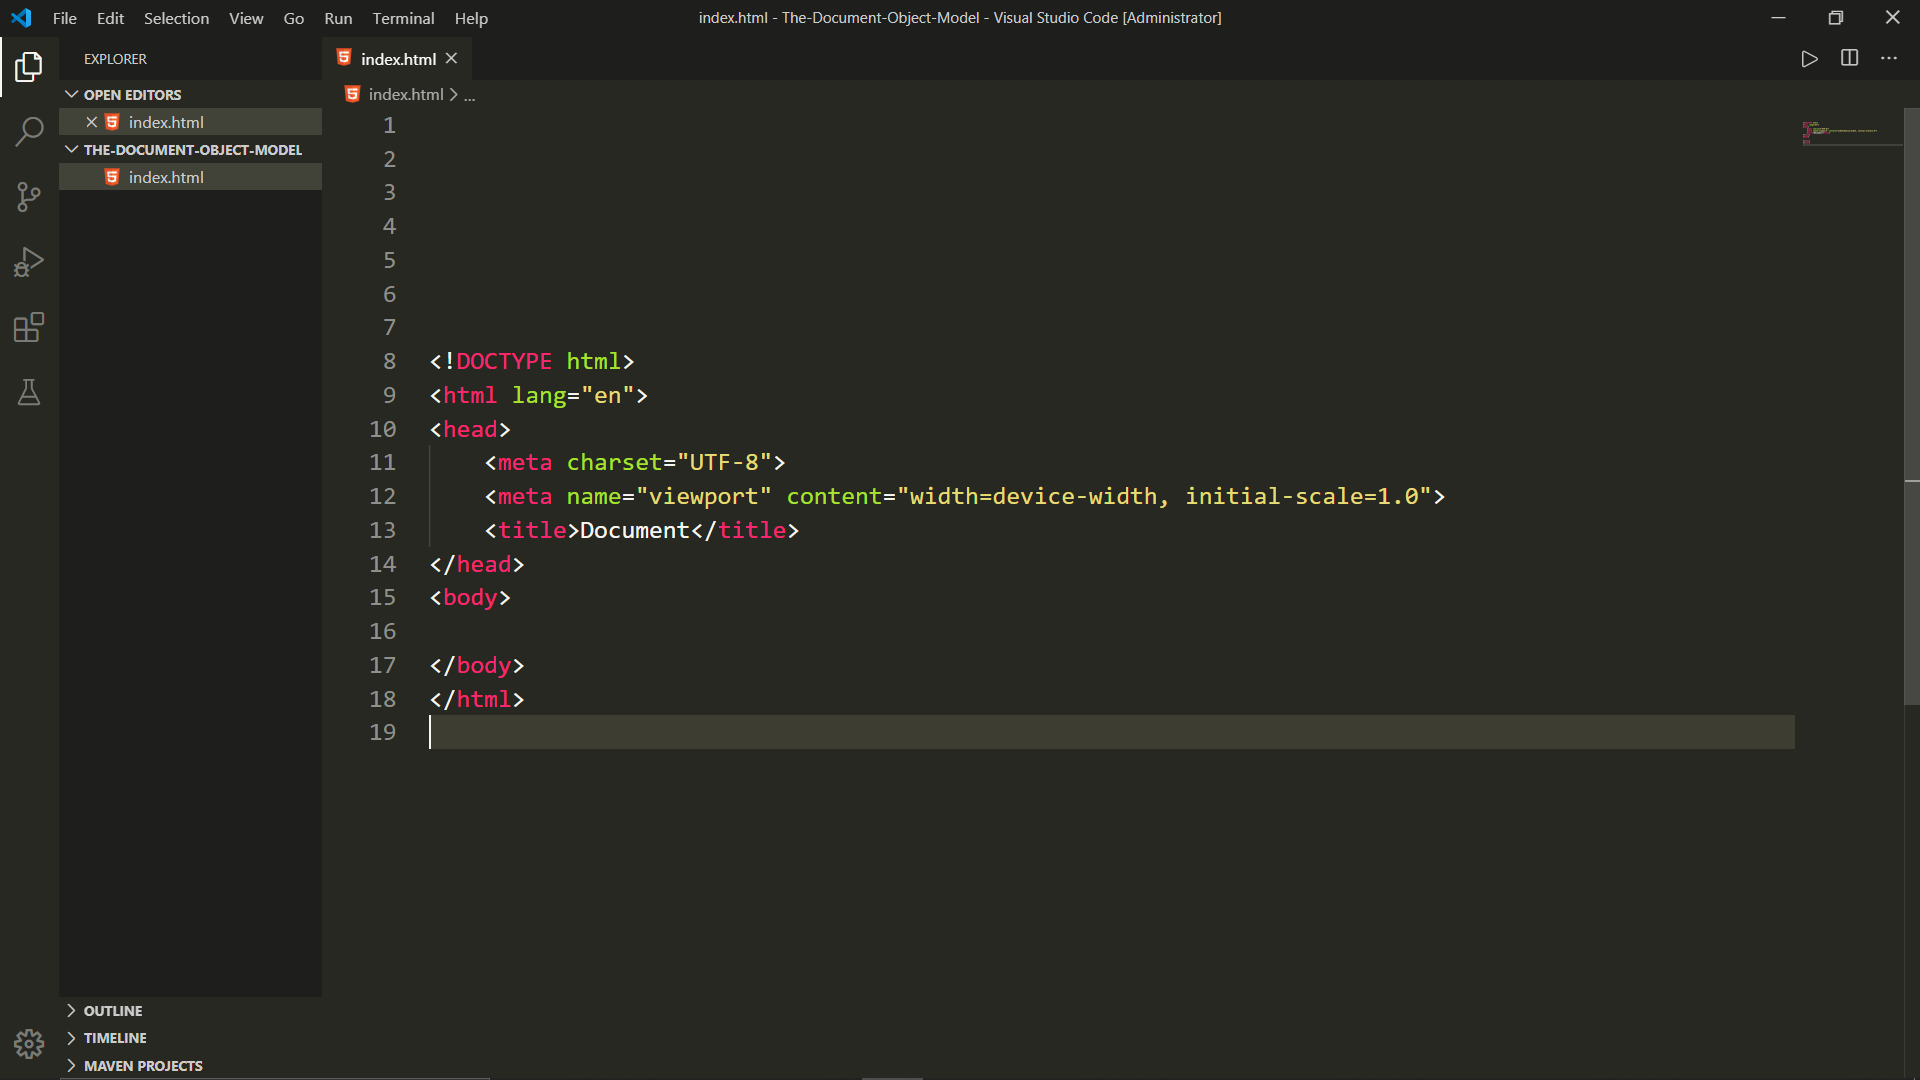 File Edit Selection View Go Run Terminal Help
index.html - The-Document-Object-Model - Visual Studio Code [Administrator]
EXPLORER
OPEN EDITORS
index.html
THE-DOCUMENT-OBJECT-MODEL
index.html
OUTLINE
TIMELINE
MAVEN PROJECTS
index.html
index.html > ...
1
2
3
4
5
6
7
8 <!DOCTYPE html>
9 <html lang="en">
10 <head>
11     <meta charset="UTF-8">
12     <meta name="viewport" content="width=device-width, initial-scale=1.0">
13     <title>Document</title>
14 </head>
15 <body>
16
17 </body>
18 </html>
19